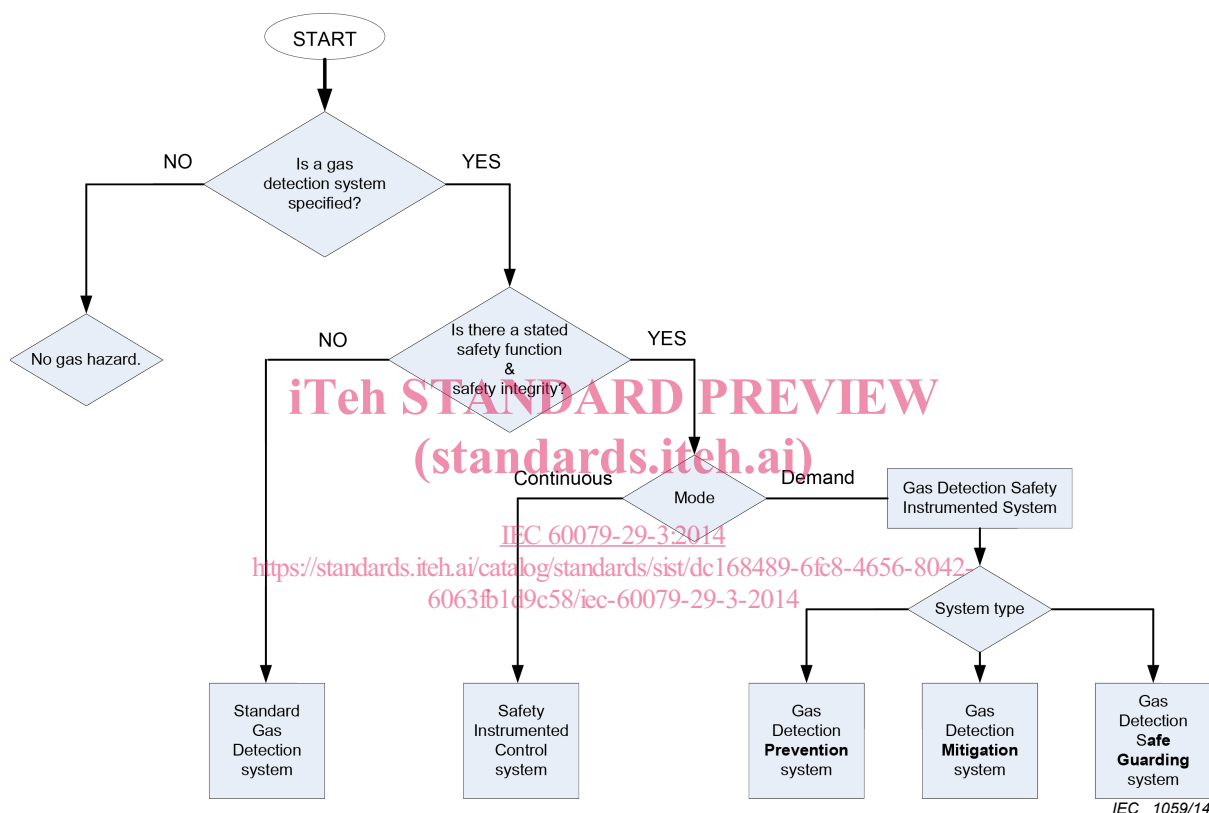 START
NO
YES
Is a gas
detection system
specified?
No gas hazard.
NO
YES
Is there a stated
safety function
&
safety integrity?
iTeh STANDARD PREVIEW
(standards.iteh.ai)
Continuous
Mode
Demand
Gas Detection Safety
Instrumented System
IEC 60079-29-3:2014
https://standards.iteh.ai/catalog/standards/sist/dc168489-6fc8-4656-8042-
6063fb1d9c58/iec-60079-29-3-2014
System type
Standard
Gas
Detection
system
Safety
Instrumented
Control
system
Gas
Detection
Prevention
system
Gas
Detection
Mitigation
system
Gas
Detection
Safe
Guarding
system
IEC 1059/14